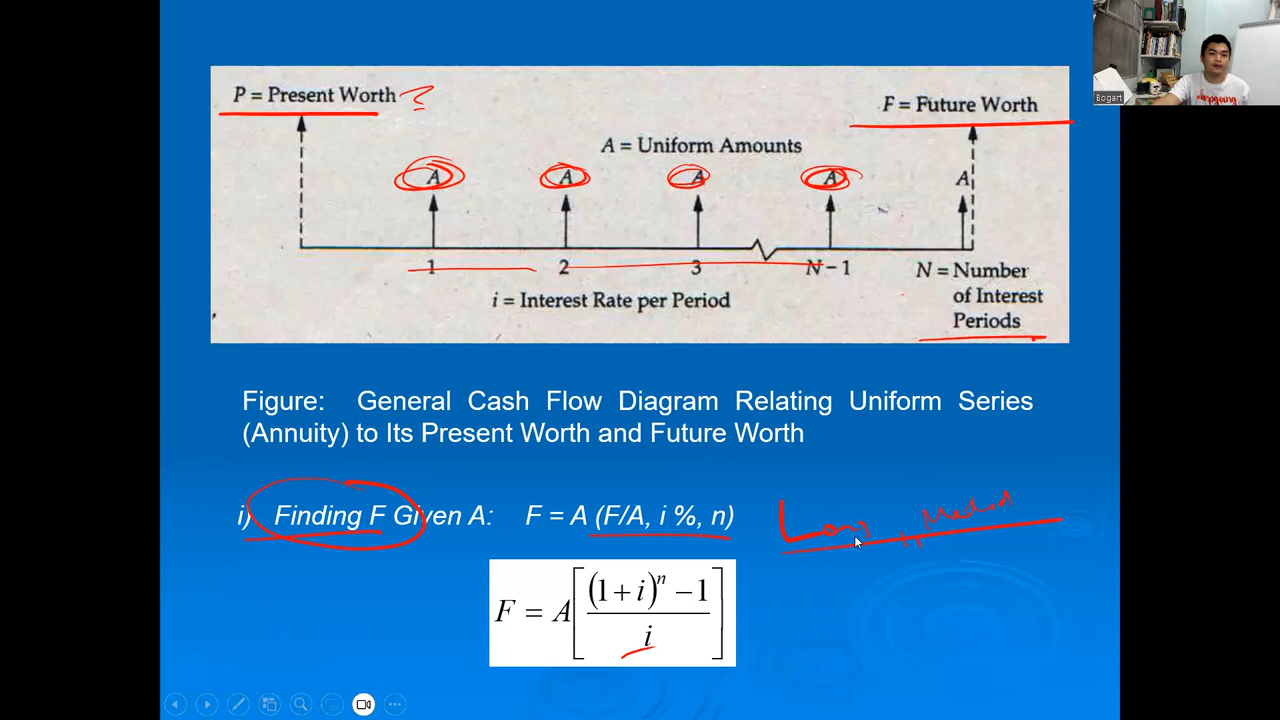 P = Present Worth ?
F = Future Worth
A = Uniform Amounts
A A A A A
1 2 3 N – 1 N = Number
of Interest
Periods
i = Interest Rate per Period
Figure: General Cash Flow Diagram Relating Uniform Series
(Annuity) to Its Present Worth and Future Worth
i) Finding F Given A: F = A (F/A, i %, n) Long Method
F = A[((1 + i)^n − 1) / i]
Bogart